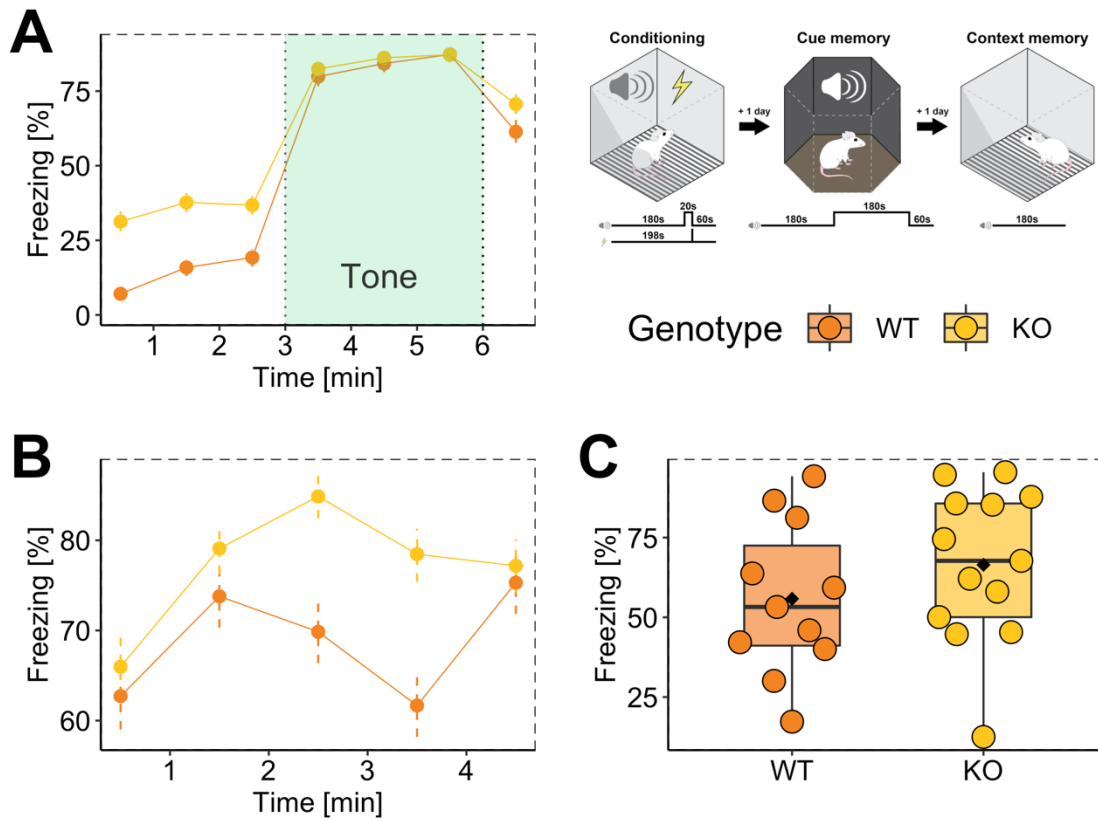 A
Freezing [%]
75
50
25
0
Tone
1 2 3 4 5 6
Time [min]
Conditioning Cue memory Context memory
+ 1 day + 1 day
20s
180s 60s
198s
180s
180s 60s
180s
Genotype WT KO
B
Freezing [%]
80
70
60
1 2 3 4
Time [min]
C
Freezing [%]
75
50
25
WT KO